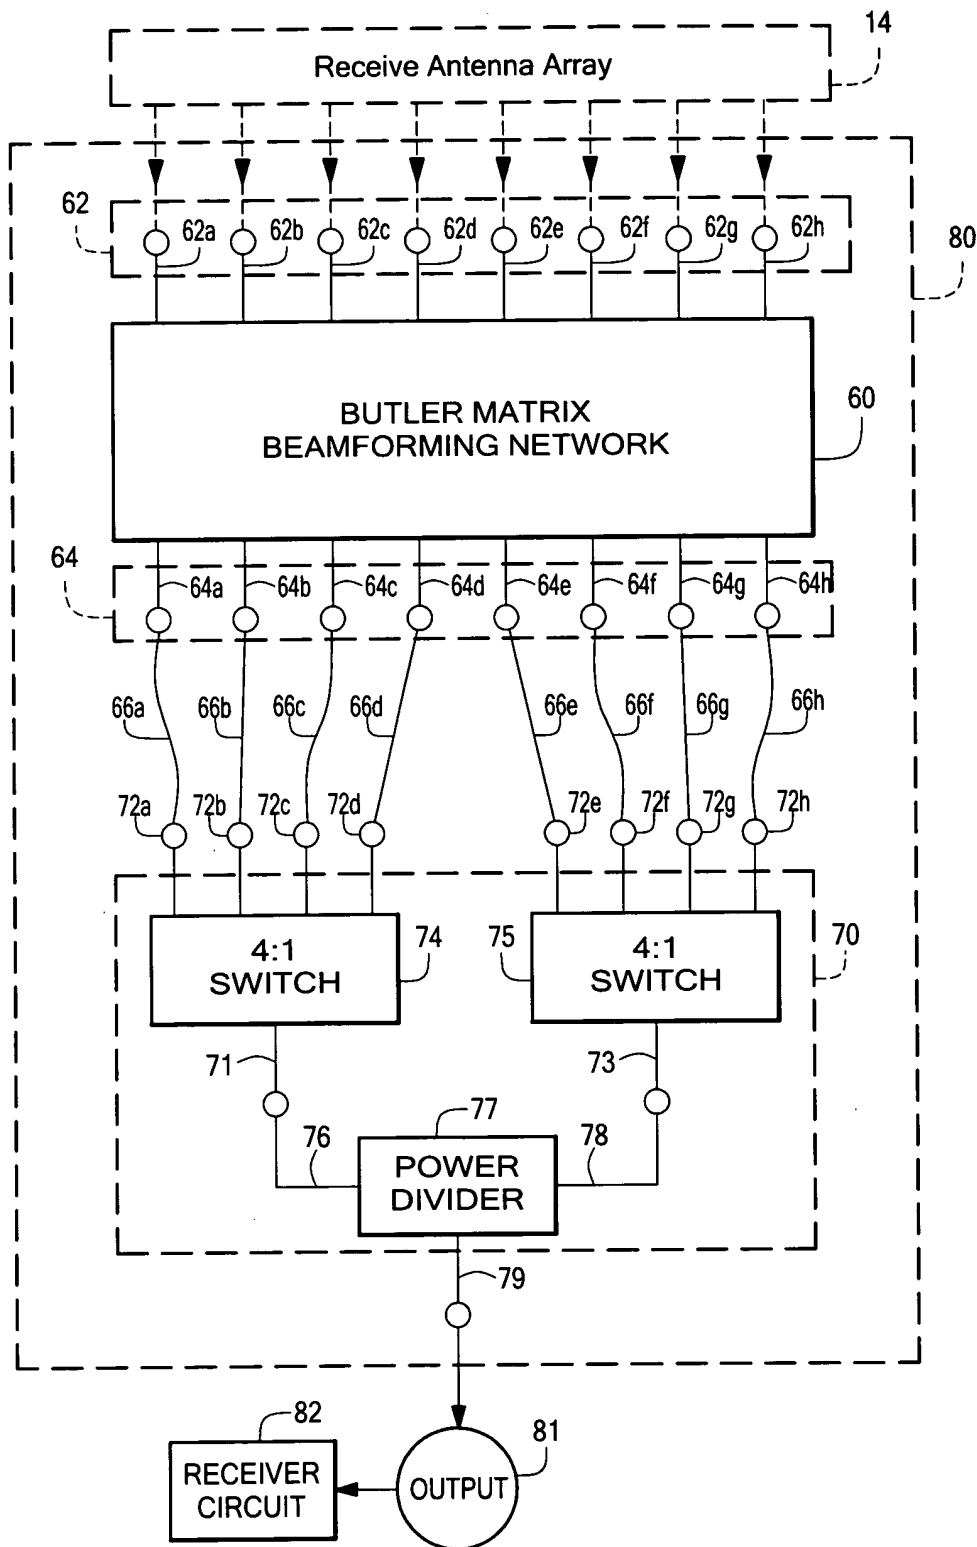 14
Receive Antenna Array
62
62a 62b 62c 62d 62e 62f 62g 62h
80
BUTLER MATRIX
BEAMFORMING NETWORK
60
64
64a 64b 64c 64d 64e 64f 64g 64h
66a 66b 66c 66d 66e 66f 66g 66h
72a 72b 72c 72d 72e 72f 72g 72h
4:1
SWITCH
74
75
4:1
SWITCH
70
71
73
77
76
78
POWER
DIVIDER
79
82
81
RECEIVER
CIRCUIT
OUTPUT